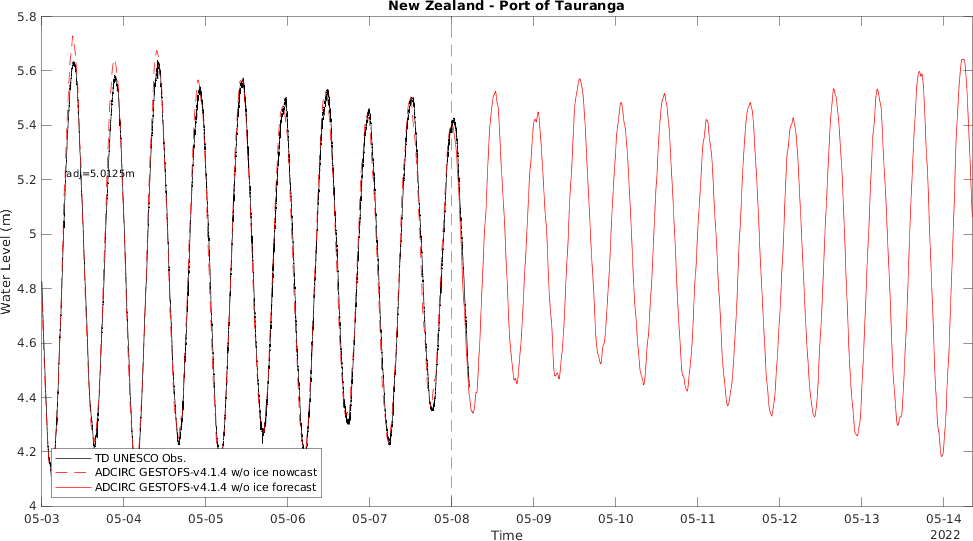 New Zealand - Port of Tauranga
5.8
5.6
5.4
5.2
5
4.8
4.6
4.4
4.2
4
Water Level (m)
adj=5.0125m
TD UNESCO Obs.
ADCIRC GESTOFS-v4.1.4 w/o ice nowcast
ADCIRC GESTOFS-v4.1.4 w/o ice forecast
05-03 05-04 05-05 05-06 05-07 05-08 05-09 05-10 05-11 05-12 05-13 05-14
2022
Time